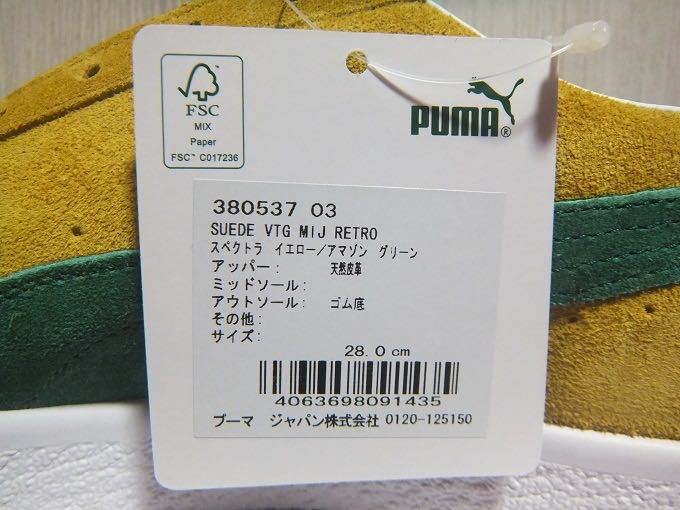 FSC
MIX
Paper
FSC™ C017236
PUMA®
380537 03
SUEDE VTG MIJ RETRO
スペクトラ イエロー/アマゾン グリーン
アッパー: 天然皮革
ミッドソール:
アウトソール: ゴム底
その他:
サイズ:
28.0 cm
4063698091435
プーマ ジャパン株式会社 0120-125150